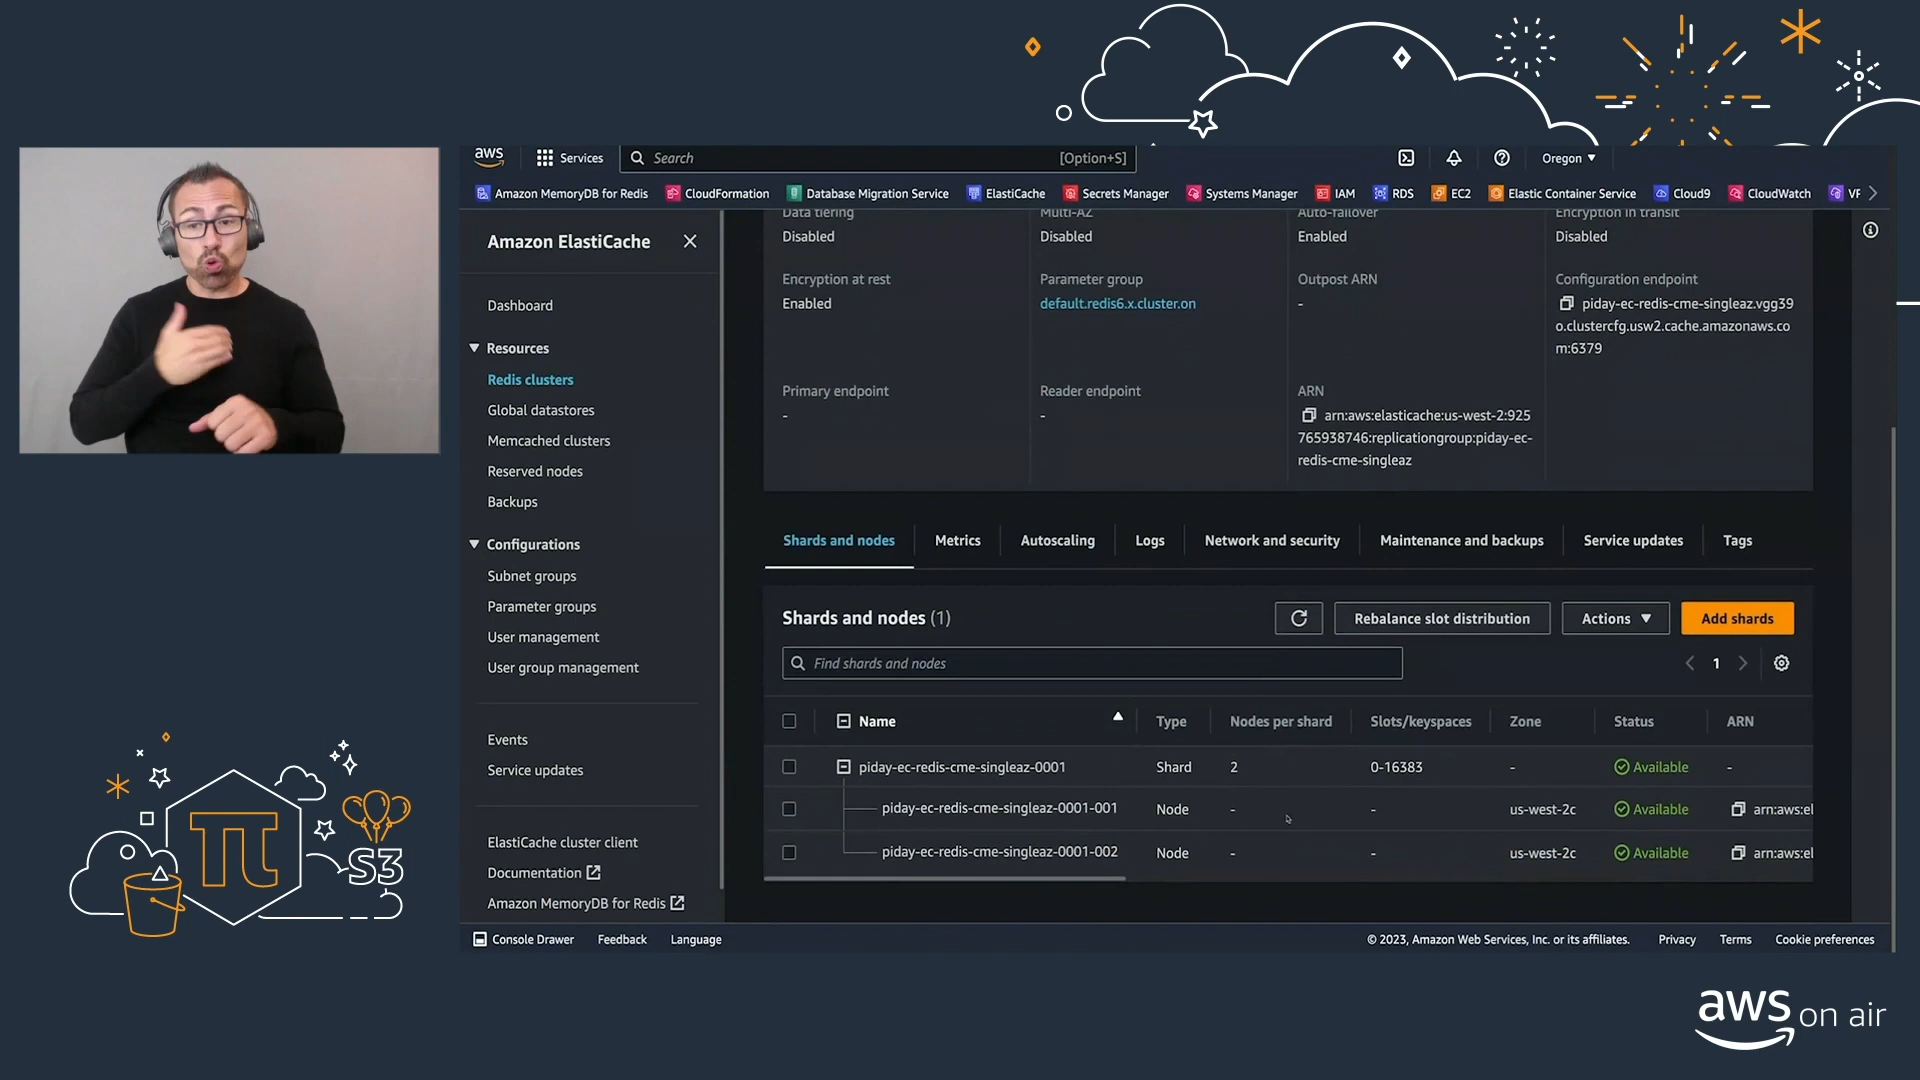 aws
Services
Search
[Option+S]
Oregon
Amazon MemoryDB for Redis
CloudFormation
Database Migration Service
ElastiCache
Secrets Manager
Systems Manager
IAM
RDS
EC2
Elastic Container Service
Cloud9
CloudWatch
Amazon ElastiCache
Dashboard
Resources
Redis clusters
Global datastores
Memcached clusters
Reserved nodes
Backups
Configurations
Subnet groups
Parameter groups
User management
User group management
Events
Service updates
ElastiCache cluster client
Documentation
Amazon MemoryDB for Redis
Data tiering
Disabled
Multi-AZ
Disabled
Auto-failover
Enabled
Encryption in transit
Disabled
Encryption at rest
Enabled
Parameter group
default.redis6.x.cluster.on
Outpost ARN
-
Configuration endpoint
piday-ec-redis-cme-singleaz.vgg39
o.clustercfg.usw2.cache.amazonaws.co
m:6379
Primary endpoint
-
Reader endpoint
-
ARN
arn:aws:elasticache:us-west-2:925
765938746:replicationgroup:piday-ec-
redis-cme-singleaz
Shards and nodes
Metrics
Autoscaling
Logs
Network and security
Maintenance and backups
Service updates
Tags
Shards and nodes (1)
Rebalance slot distribution
Actions
Add shards
Find shards and nodes
1
Name Type Nodes per shard Slots/keyspaces Zone Status ARN
piday-ec-redis-cme-singleaz-0001 Shard 2 0-16383 - Available -
piday-ec-redis-cme-singleaz-0001-001 Node - - us-west-2c Available arn:aws:el
piday-ec-redis-cme-singleaz-0001-002 Node - - us-west-2c Available arn:aws:el
Console Drawer
Feedback
Language
© 2023, Amazon Web Services, Inc. or its affiliates.
Privacy
Terms
Cookie preferences
π
S3
aws on air